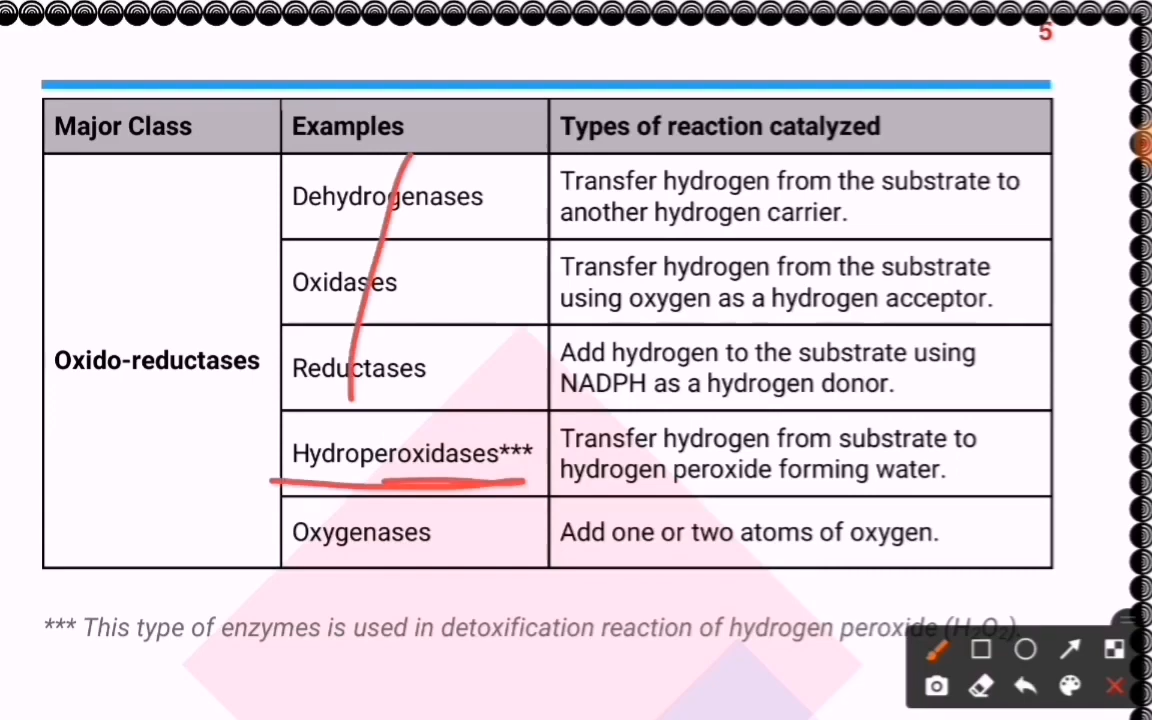 5
Major Class
Examples
Types of reaction catalyzed
Oxido-reductases
Dehydrogenases
Transfer hydrogen from the substrate to
another hydrogen carrier.
Oxidases
Transfer hydrogen from the substrate
using oxygen as a hydrogen acceptor.
Reductases
Add hydrogen to the substrate using
NADPH as a hydrogen donor.
Hydroperoxidases***
Transfer hydrogen from substrate to
hydrogen peroxide forming water.
Oxygenases
Add one or two atoms of oxygen.
*** This type of enzymes is used in detoxification reaction of hydrogen peroxide (H₂O₂).